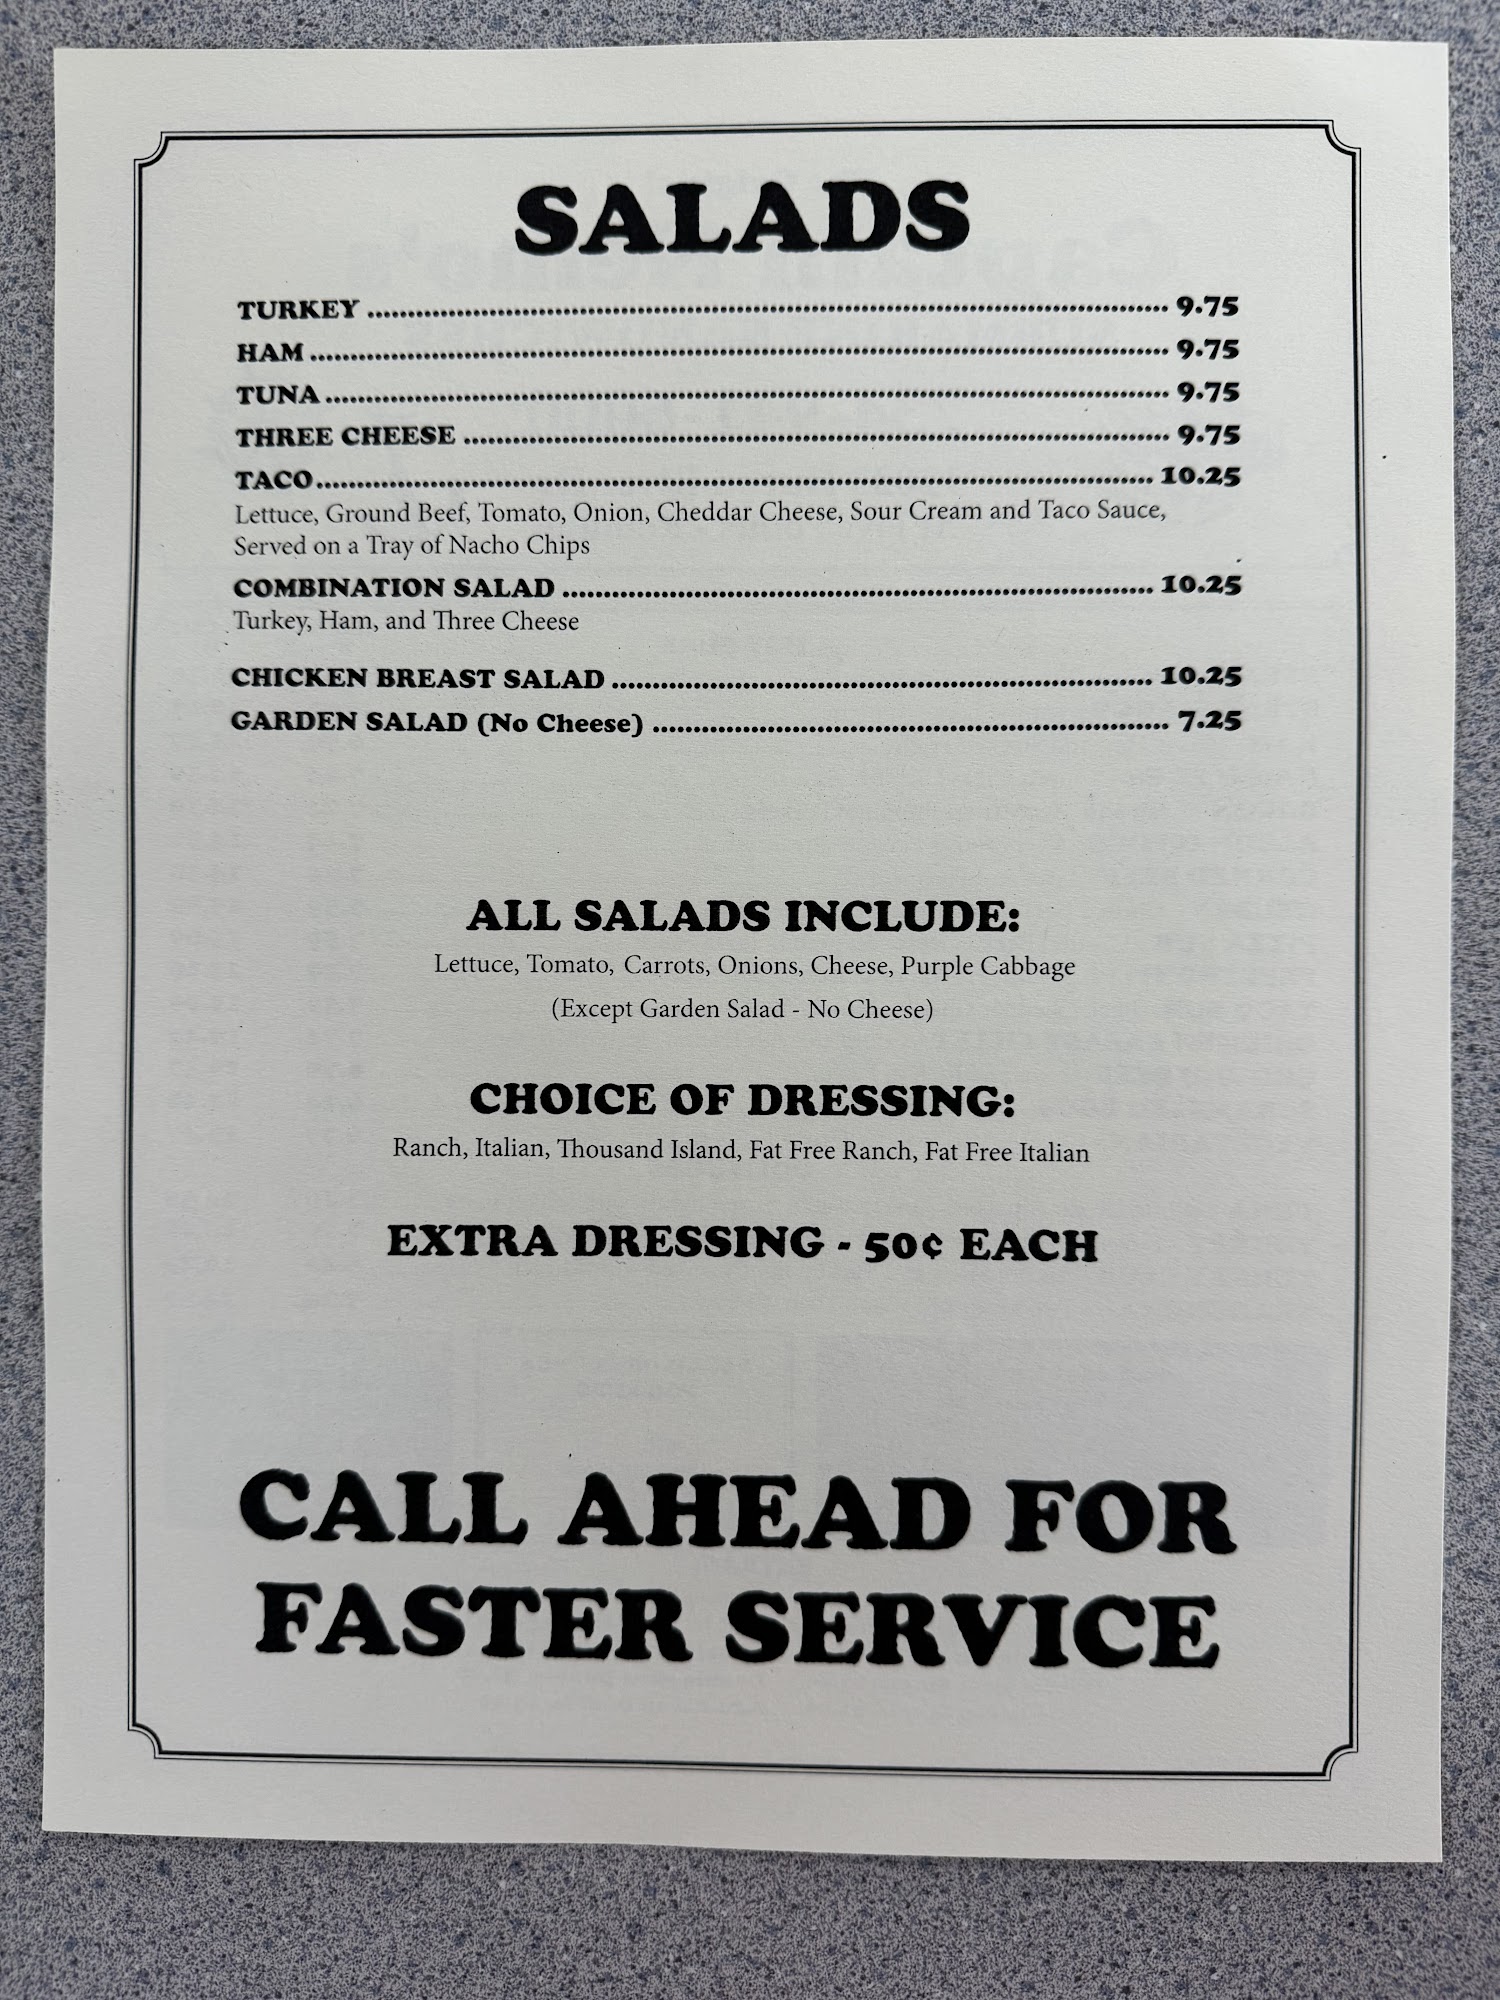 SALADS
TURKEY ........ 9.75
HAM ........ 9.75
TUNA ........ 9.75
THREE CHEESE ........ 9.75
TACO ........ 10.25
Lettuce, Ground Beef, Tomato, Onion, Cheddar Cheese, Sour Cream and Taco Sauce,
Served on a Tray of Nacho Chips
COMBINATION SALAD ........ 10.25
Turkey, Ham, and Three Cheese
CHICKEN BREAST SALAD ........ 10.25
GARDEN SALAD (No Cheese) ........ 7.25
ALL SALADS INCLUDE:
Lettuce, Tomato, Carrots, Onions, Cheese, Purple Cabbage
(Except Garden Salad - No Cheese)
CHOICE OF DRESSING:
Ranch, Italian, Thousand Island, Fat Free Ranch, Fat Free Italian
EXTRA DRESSING - 50¢ EACH
CALL AHEAD FOR
FASTER SERVICE